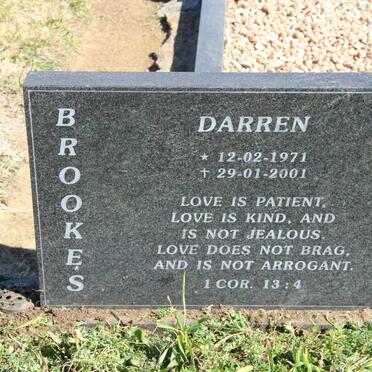 BROOKES
DARREN
★ 12-02-1971
† 29-01-2001
LOVE IS PATIENT,
LOVE IS KIND, AND
IS NOT JEALOUS.
LOVE DOES NOT BRAG,
AND IS NOT ARROGANT.
1 COR. 13:4